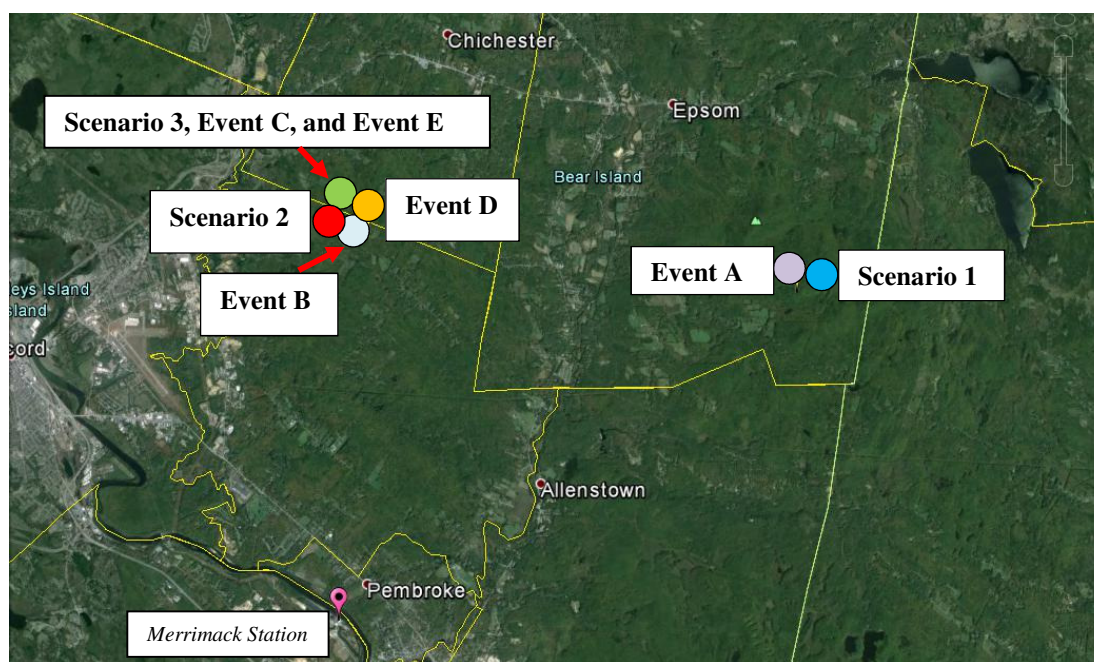 Chichester
Epsom
Scenario 3, Event C, and Event E
Bear Island
Scenario 2
Event D
Event B
Event A
Scenario 1
eys Island
sland
cord
Allenstown
Pembroke
Merrimack Station